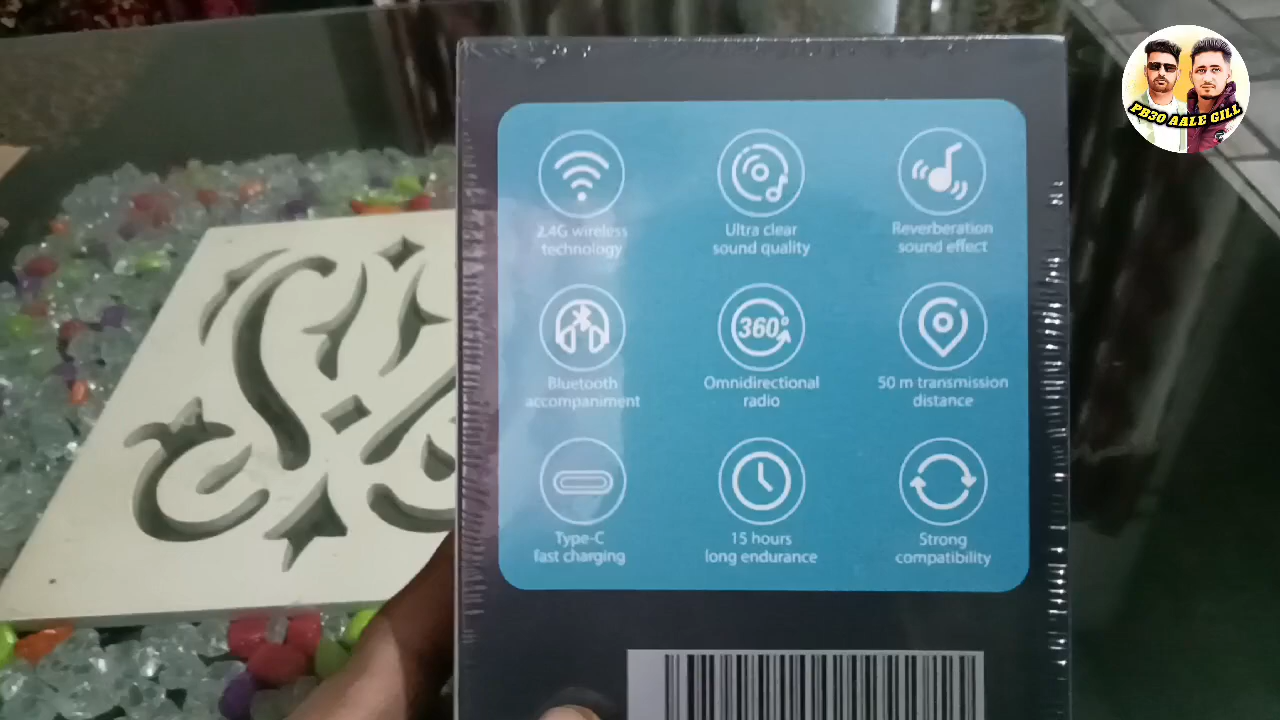 PB30 AALE GILL
2.4G wireless
technology
Ultra clear
sound quality
Reverberation
sound effect
Bluetooth
accompaniment
360°
Omnidirectional
radio
50 m transmission
distance
Type-C
fast charging
15 hours
long endurance
Strong
compatibility